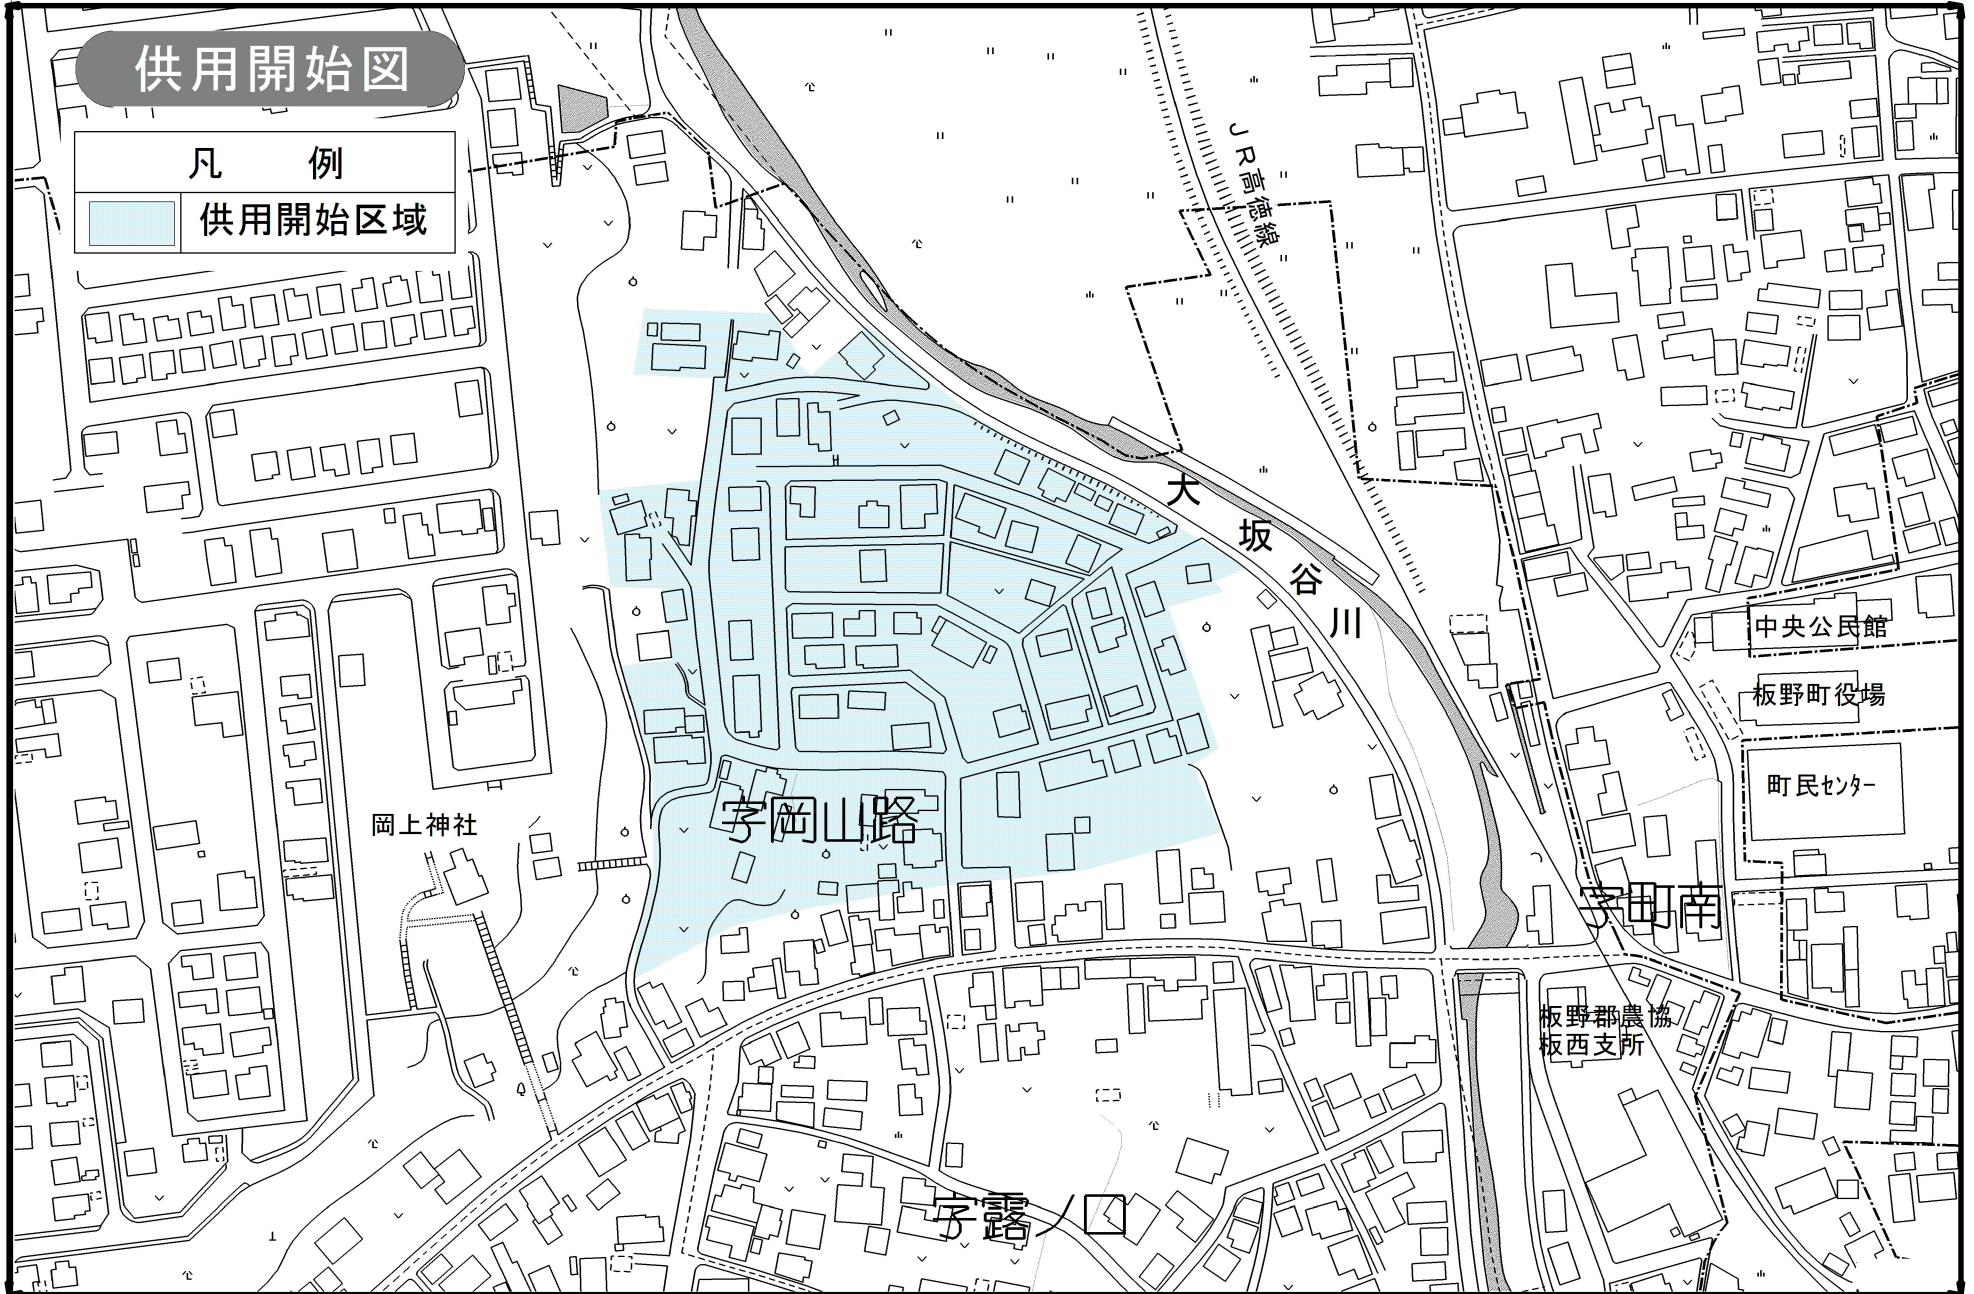 供用開始図
凡例
供用開始区域
JR高徳線
大坂谷川
中央公民館
板野町役場
町民ｾﾝﾀｰ
岡上神社
字岡山路
字町南
板野郡農協
板西支所
字露ノ口